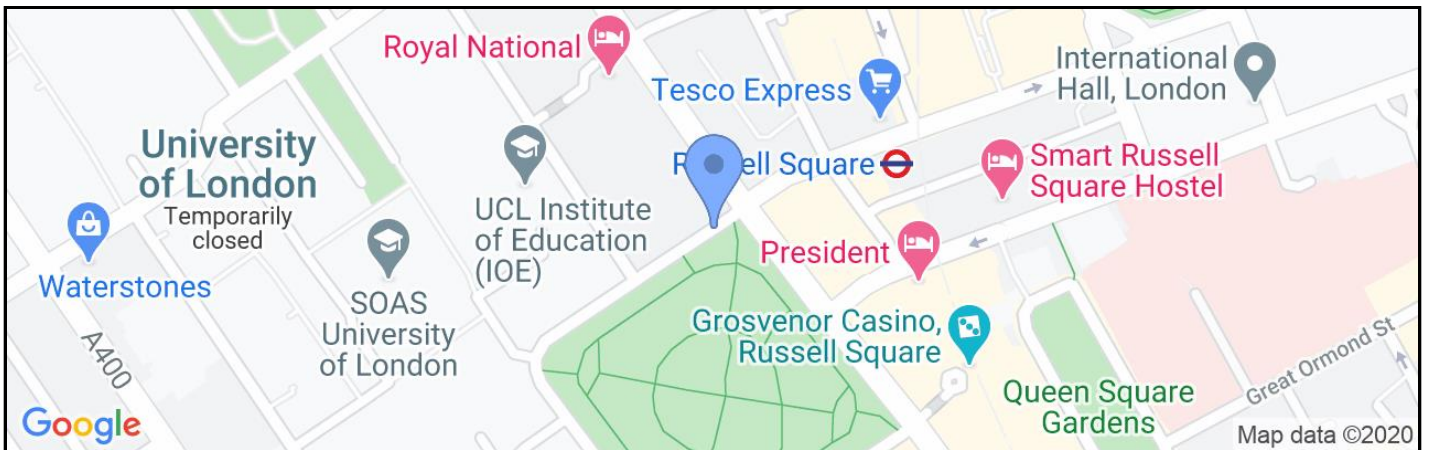 Royal National
International
Hall, London
Tesco Express
University
of London
Temporarily
closed
ell Square
Smart Russell
Square Hostel
UCL Institute
of Education
(IOE)
President
Waterstones
SOAS
University
of London
Grosvenor Casino,
Russell Square
A400
Great Ormond St
Queen Square
Gardens
Google
Map data ©2020